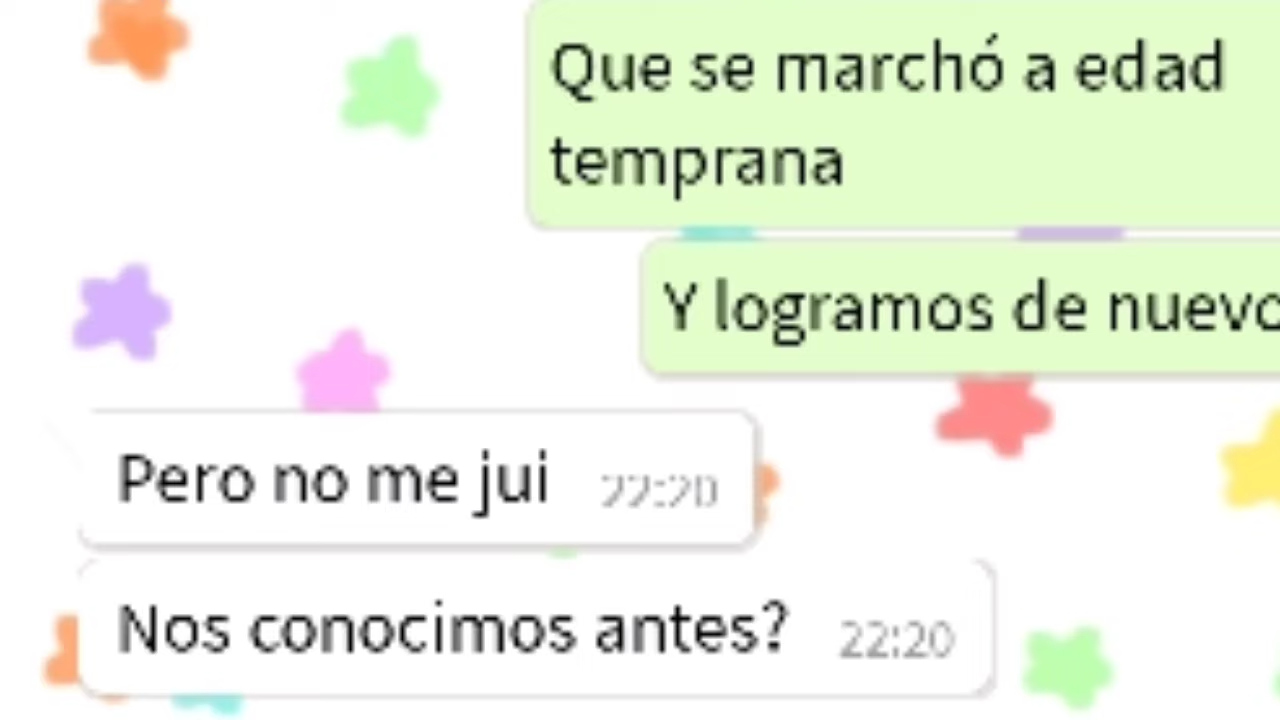 Que se marchó a edad
temprana
Y logramos de nuevo
Pero no me jui 22:20
Nos conocimos antes? 22:20